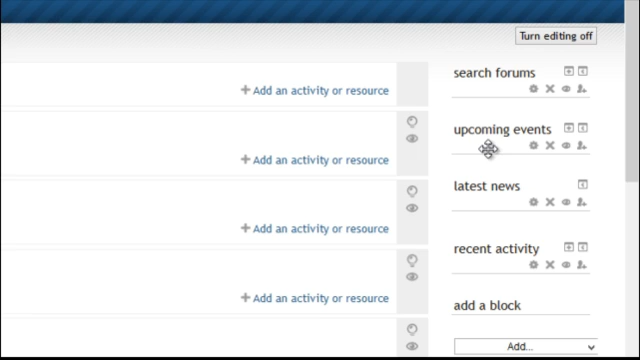 Turn editing off
search forums
Add an activity or resource
upcoming events
Add an activity or resource
latest news
Add an activity or resource
recent activity
Add an activity or resource
add a block
Add...